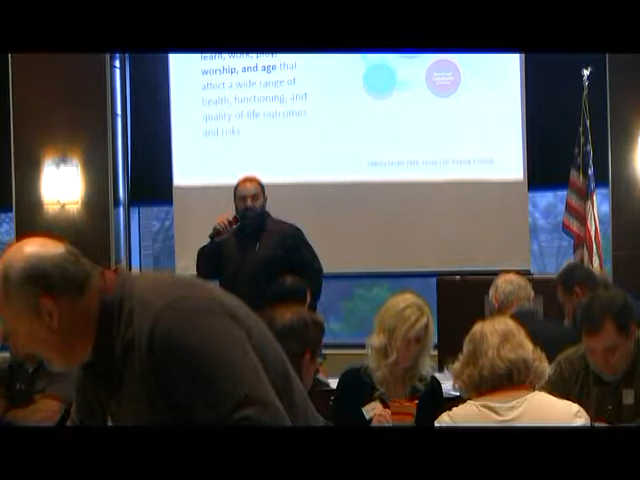 learn, work, play,
worship, and age that
affect a wide range of
health, functioning, and
quality-of-life outcomes
and risks